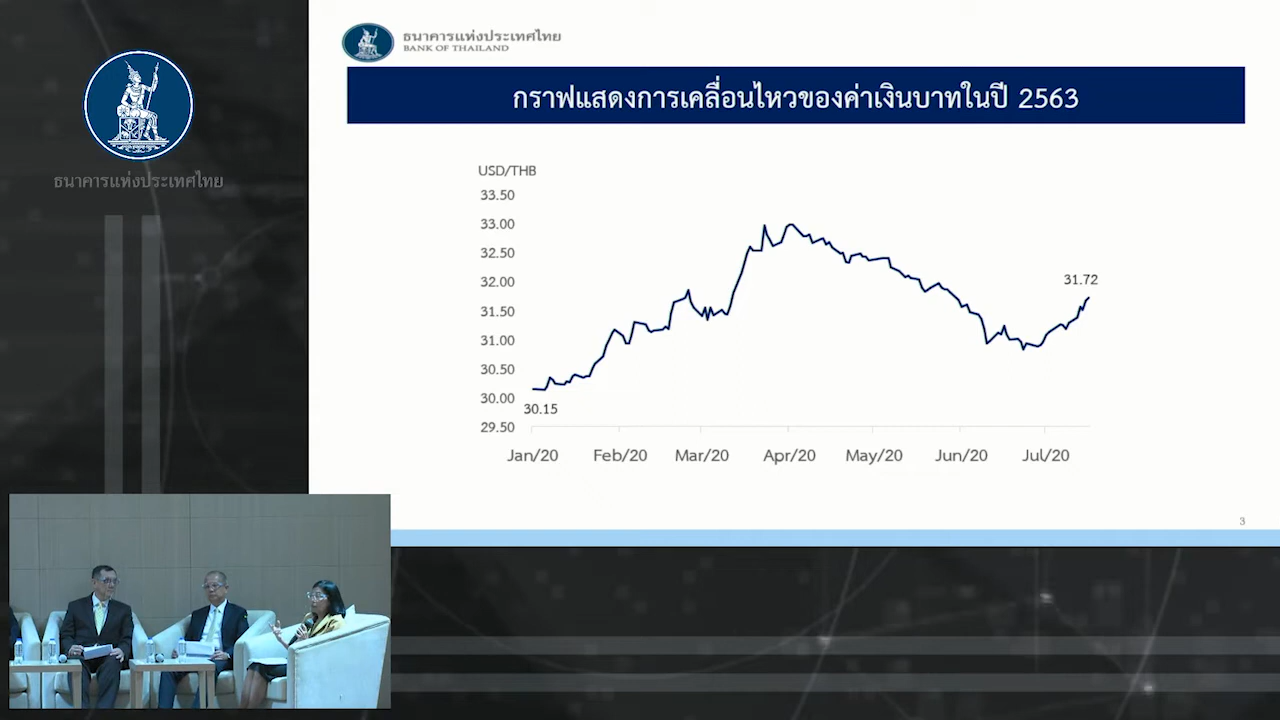 ธนาคารแห่งประเทศไทย
ธนาคารแห่งประเทศไทย
BANK OF THAILAND
กราฟแสดงการเคลื่อนไหวของค่าเงินบาทในปี 2563
USD/THB
33.50
33.00
32.50
32.00
31.50
31.00
30.50
30.00
29.50
31.72
30.15
Jan/20 Feb/20 Mar/20 Apr/20 May/20 Jun/20 Jul/20
3